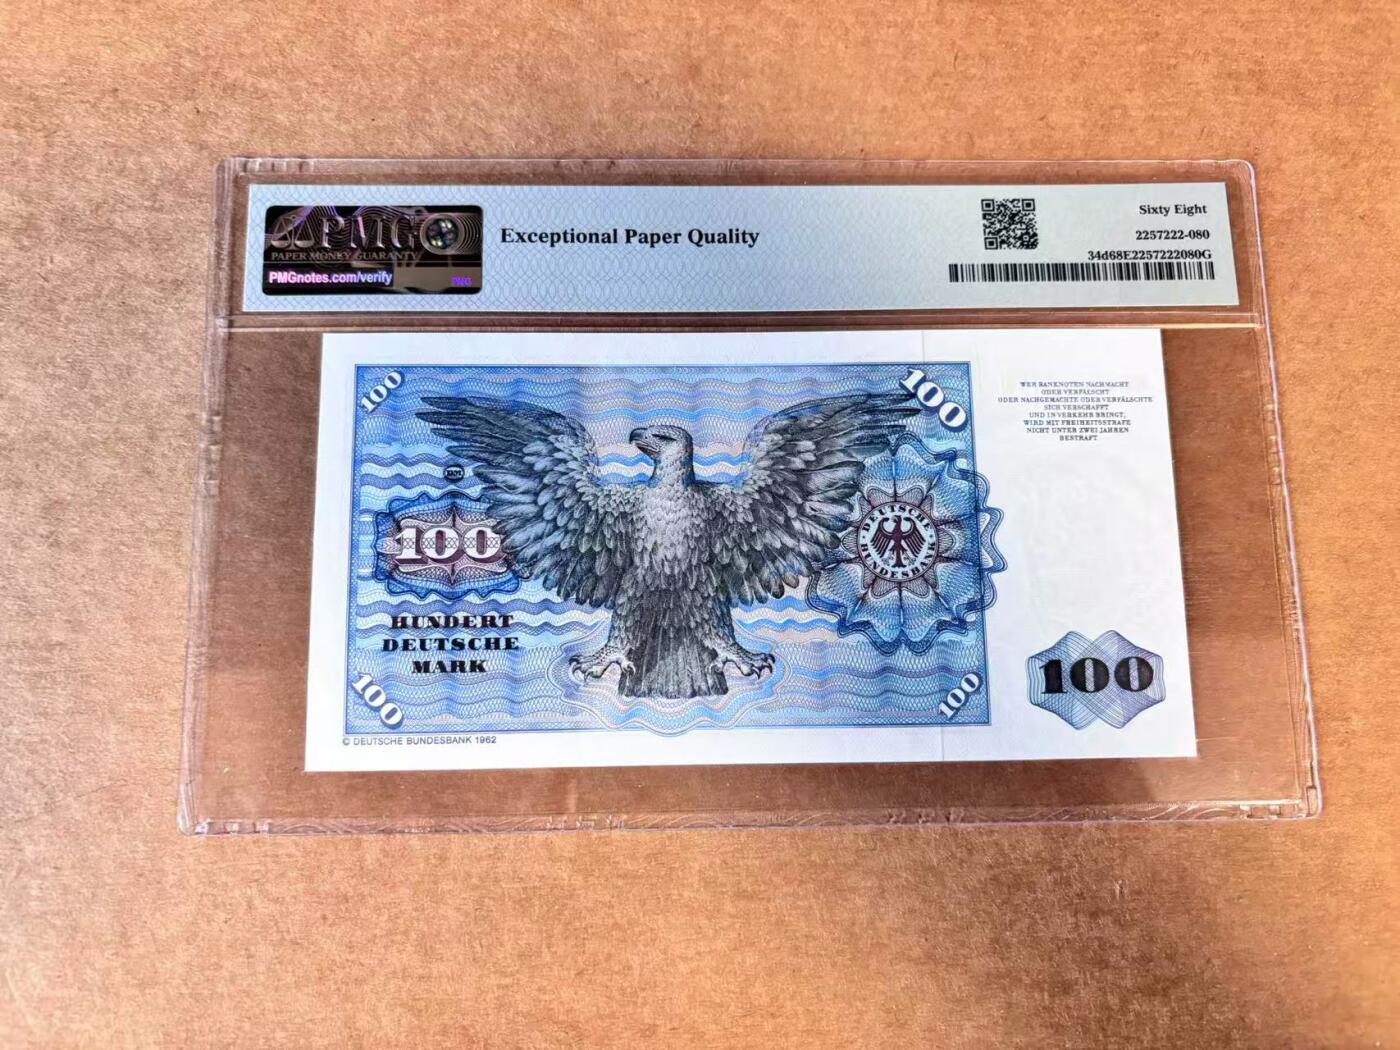 PMG
PAPER MONEY GUARANTY
PMGnotes.com/verify
PMG
Exceptional Paper Quality
Sixty Eight
2257222-080
34d68E2257222080G
100
100
WER BANKNOTEN NACHMACHT
ODER VERFÄLSCHT
ODER NACHGEMACHTE ODER VERFÄLSCHTE
SICH VERSCHAFFT
UND IN VERKEHR BRINGT,
WIRD MIT FREIHEITSSTRAFE
NICHT UNTER ZWEI JAHREN
BESTRAFT
100
DEUTSCHE
BUNDESBANK
HUNDERT
DEUTSCHE
MARK
100
100
100
© DEUTSCHE BUNDESBANK 1962